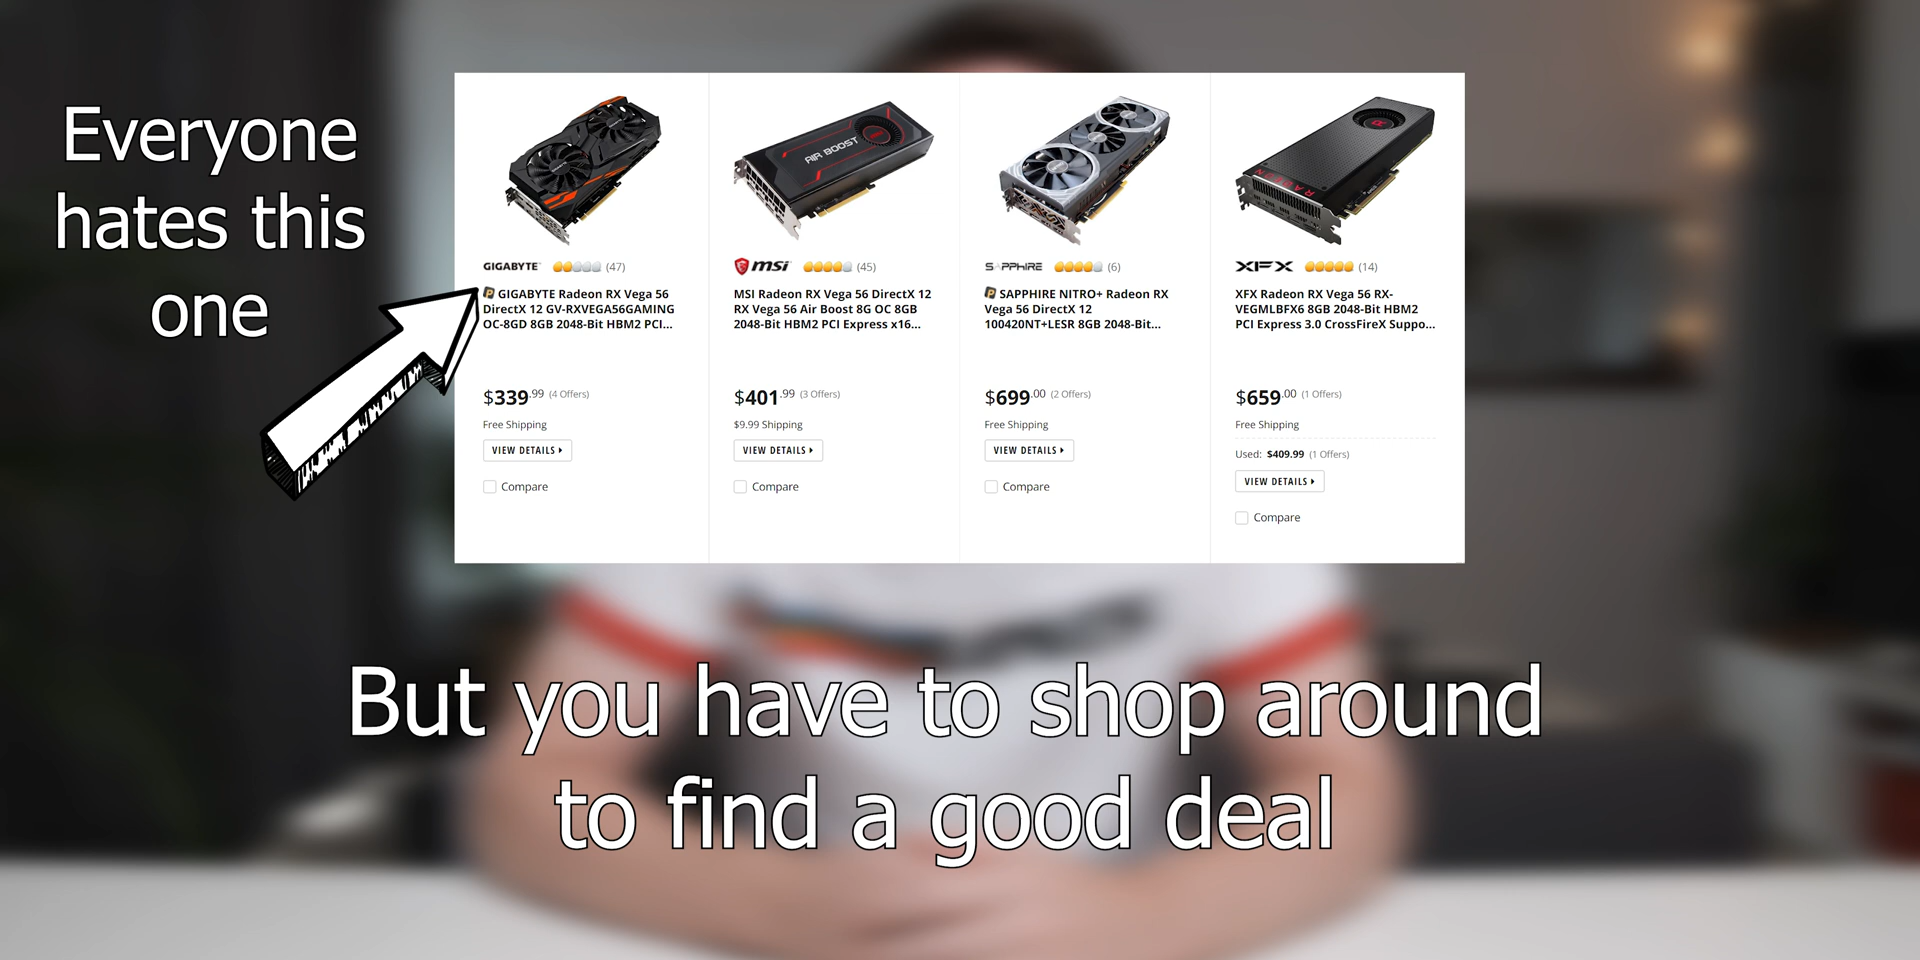 Everyone
hates this
one
AIR BOOST
RADEON
GIGABYTE (47)
GIGABYTE Radeon RX Vega 56
DirectX 12 GV-RXVEGA56GAMING
OC-8GD 8GB 2048-Bit HBM2 PCI...
$339.99 (4 Offers)
Free Shipping
VIEW DETAILS
Compare
msi (45)
MSI Radeon RX Vega 56 DirectX 12
RX Vega 56 Air Boost 8G OC 8GB
2048-Bit HBM2 PCI Express x16...
$401.99 (3 Offers)
$9.99 Shipping
VIEW DETAILS
Compare
SAPPHIRE (6)
SAPPHIRE NITRO+ Radeon RX
Vega 56 DirectX 12
100420NT+LESR 8GB 2048-Bit...
$699.00 (2 Offers)
Free Shipping
VIEW DETAILS
Compare
XFX (14)
XFX Radeon RX Vega 56 RX-
VEGMLBFX6 8GB 2048-Bit HBM2
PCI Express 3.0 CrossFireX Suppo...
$659.00 (1 Offers)
Free Shipping
Used: $409.99 (1 Offers)
VIEW DETAILS
Compare
But you have to shop around
to find a good deal